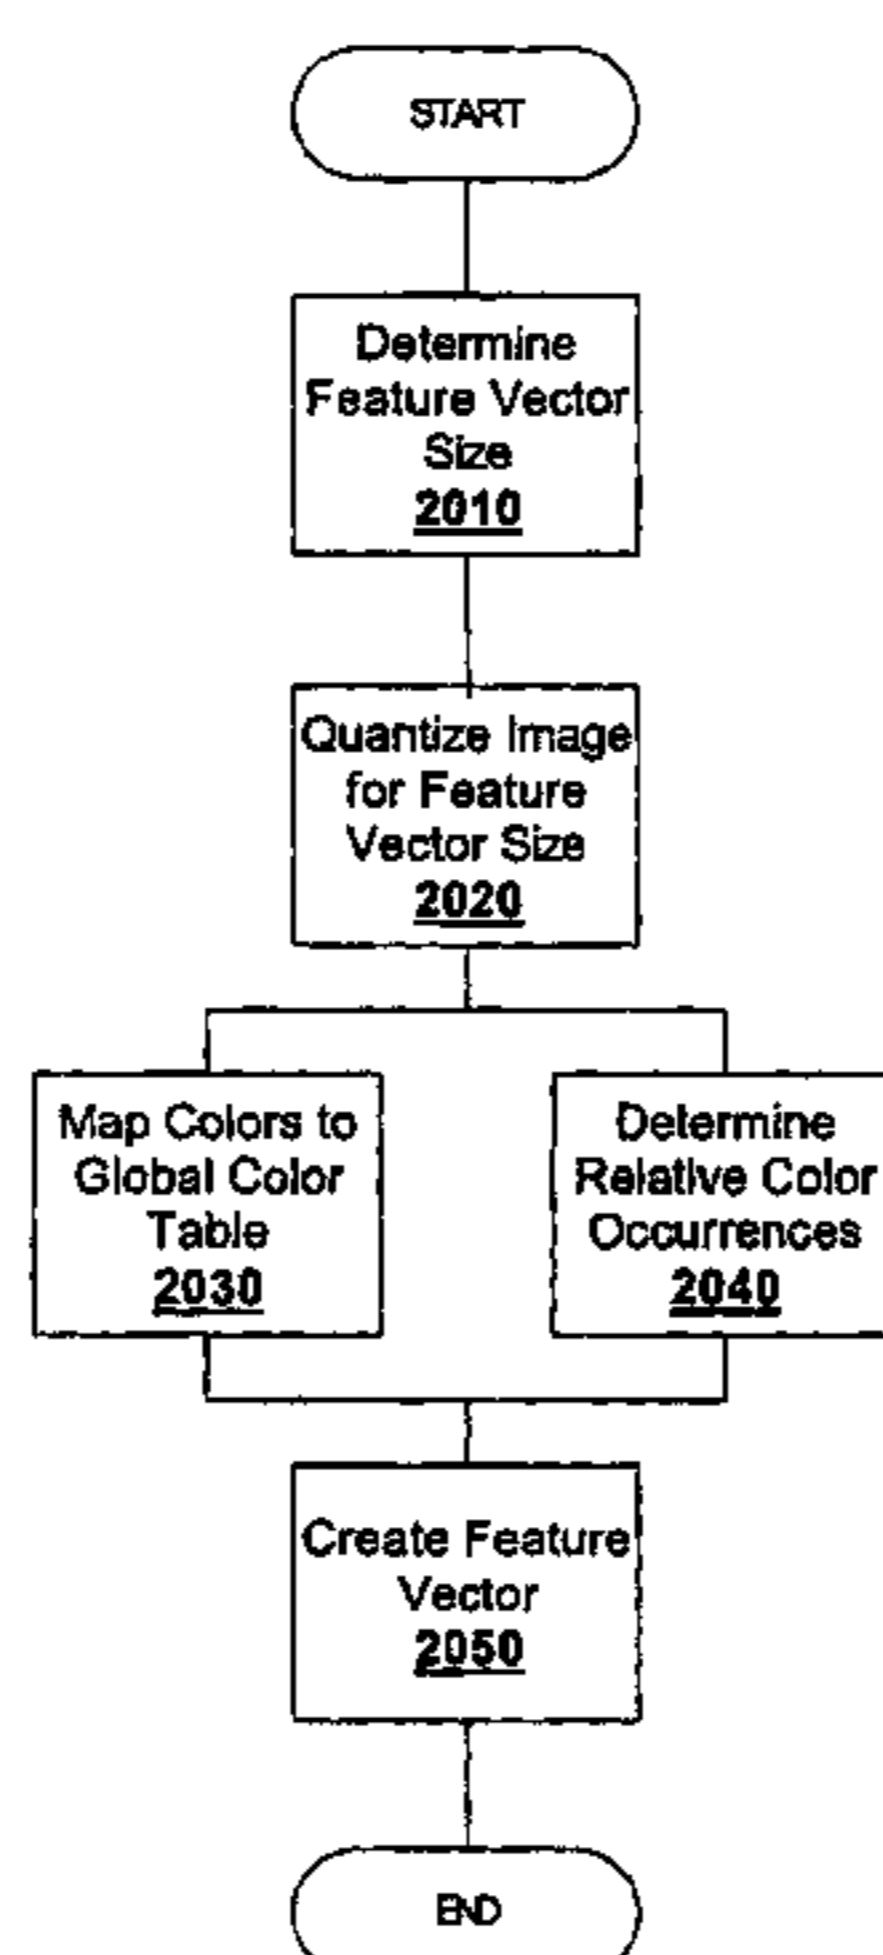 START
Determine
Feature Vector
Size
2010
Quantize Image
for Feature
Vector Size
2020
Map Colors to
Global Color
Table
2030
Determine
Relative Color
Occurrences
2040
Create Feature
Vector
2050
END